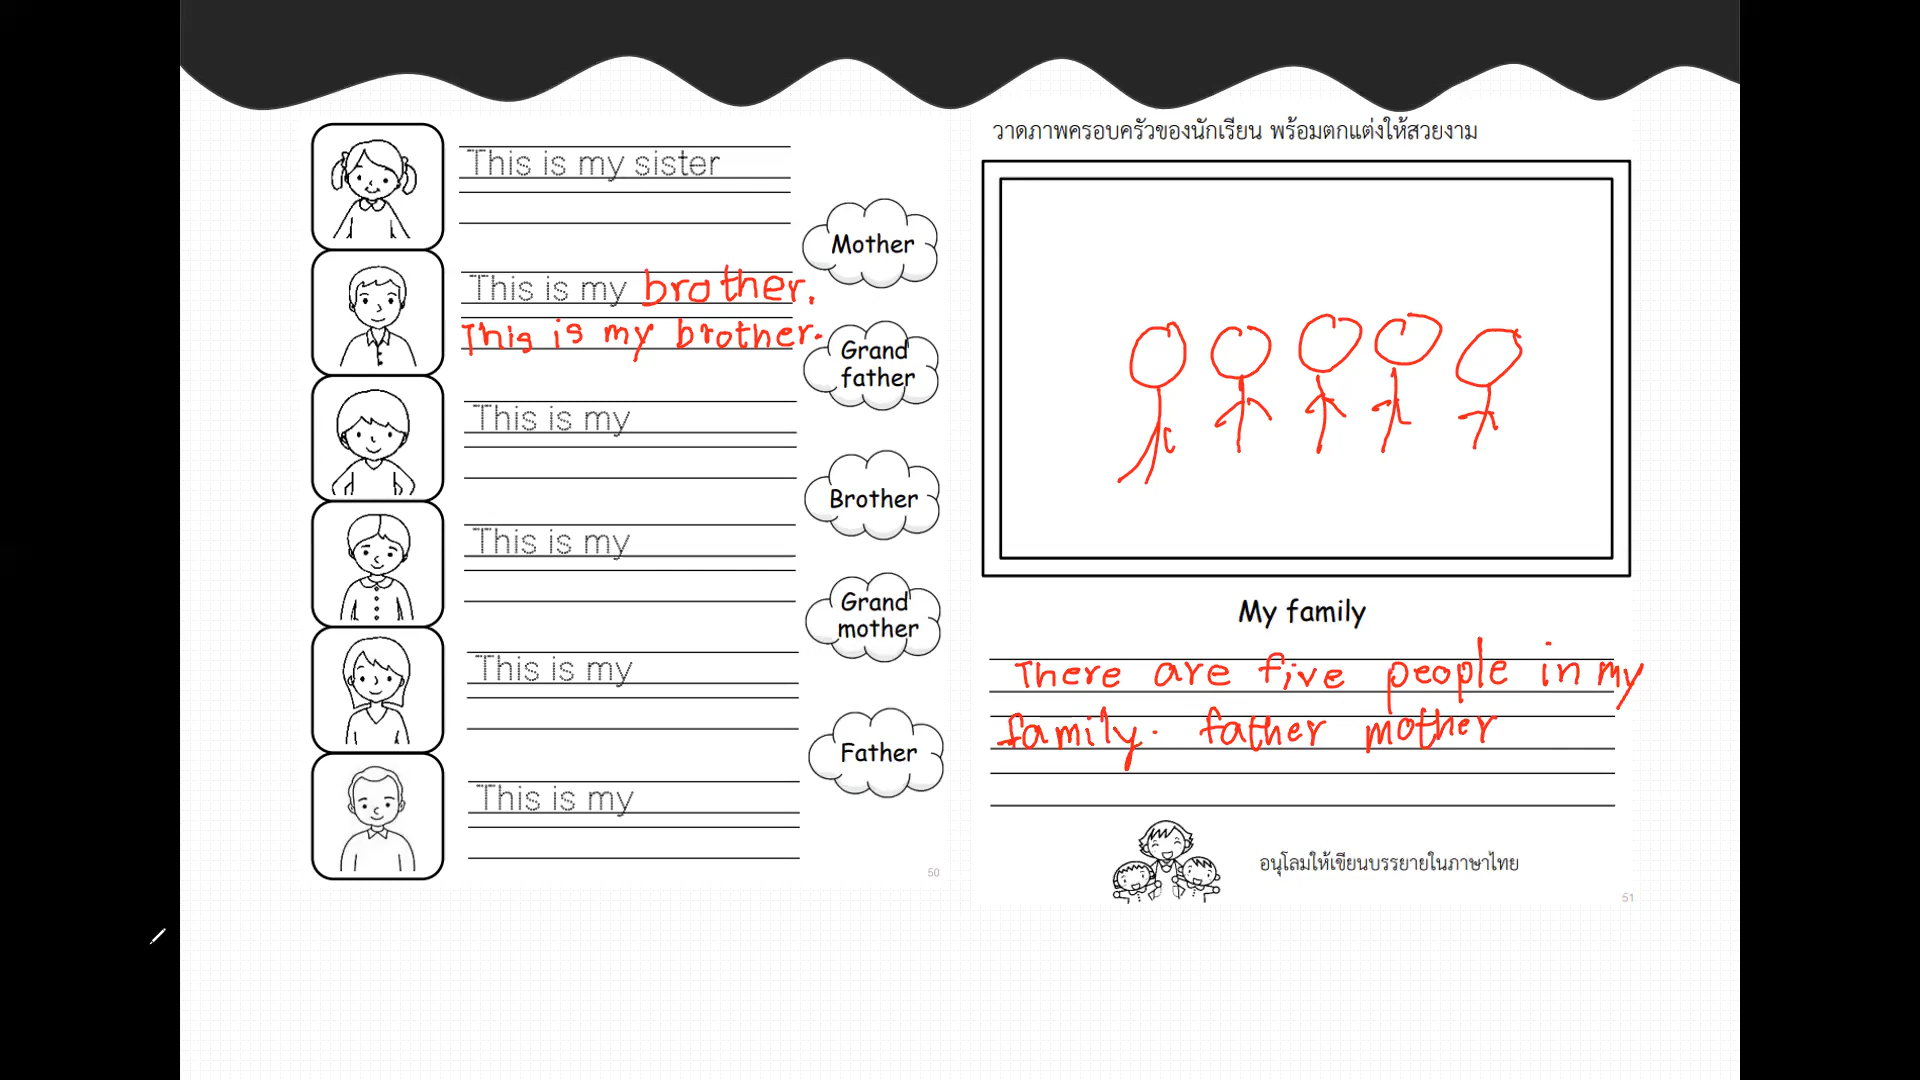 This is my sister
This is my brother.
This is my brother.
This is my
This is my
This is my
This is my
Mother
Grand
father
Brother
Grand
mother
Father
50
วาดภาพครอบครัวของนักเรียน พร้อมตกแต่งให้สวยงาม
My family
There are five people in my
family. father mother
อนุโลมให้เขียนบรรยายในภาษาไทย
51